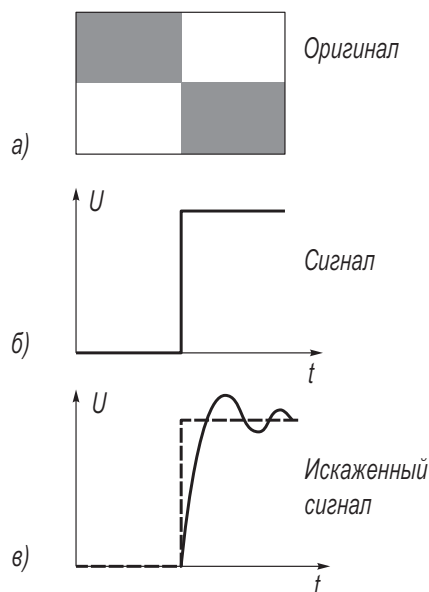 Оригинал
а)
U
Сигнал
б)
t
U
Искаженный
сигнал
в)
t